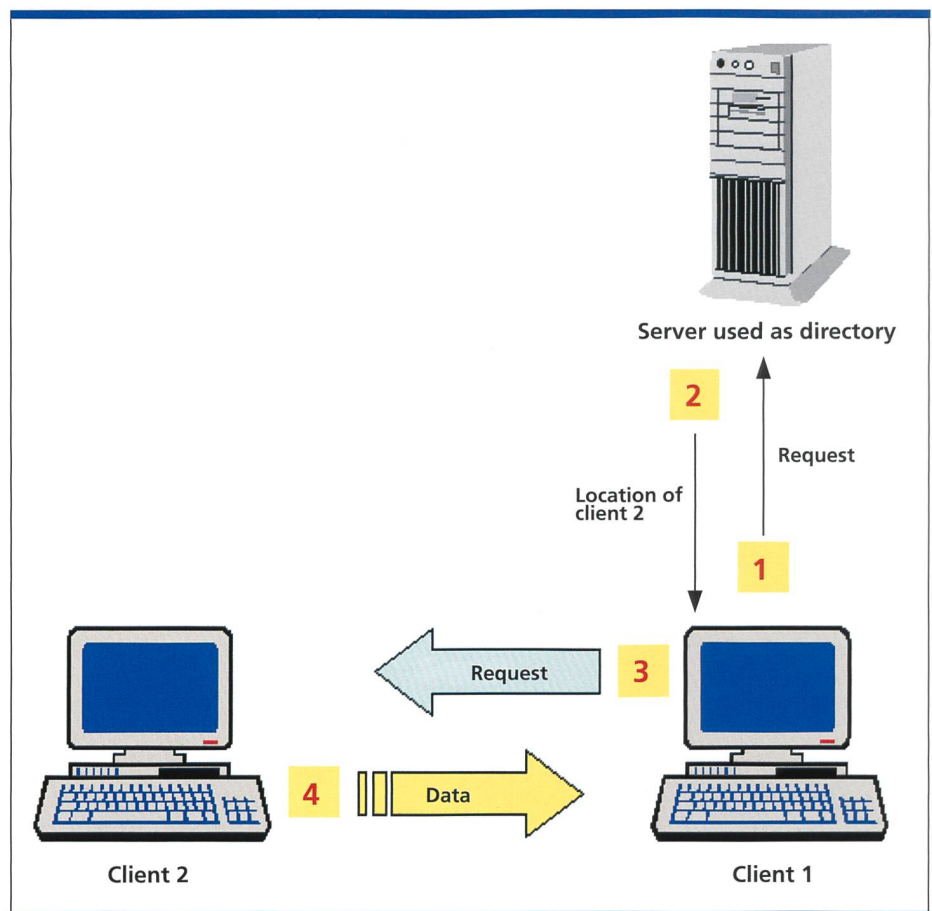 Server used as directory
2
Request
Location of
client 2
1
Request
3
4
Data
Client 2
Client 1